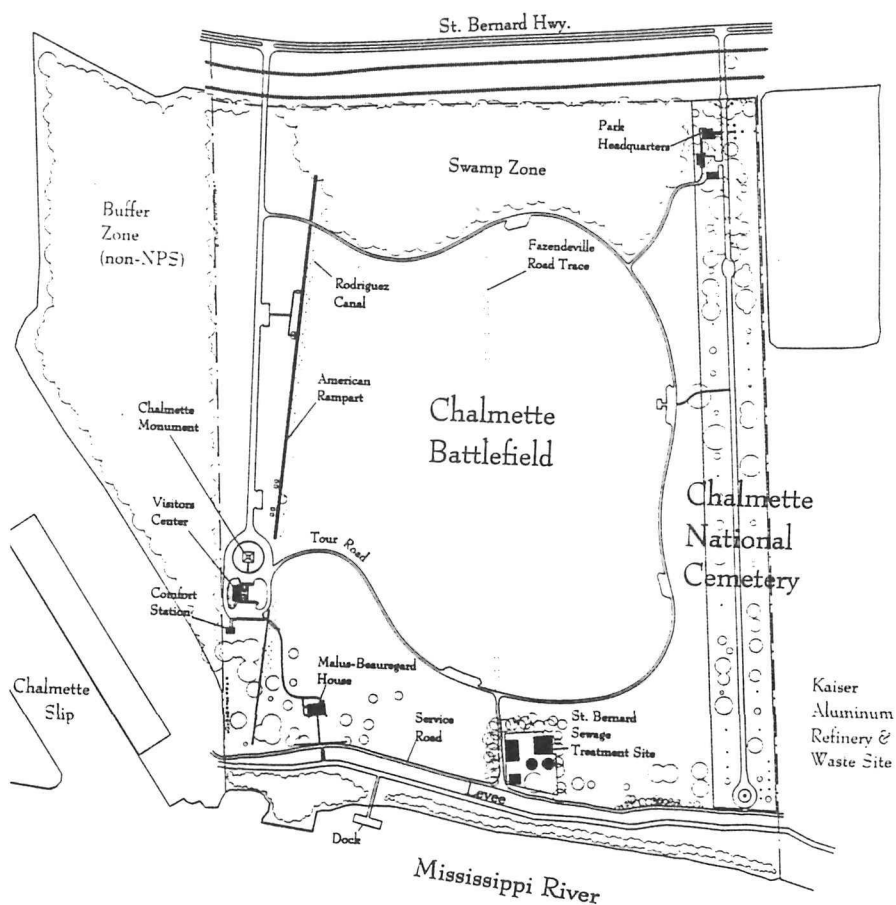 St. Bernard Hwy.
Park
Headquarters
Swamp Zone
Buffer
Zone
(non-NPS)
Fazendeville
Road Trace
Rodriguez
Canal
American
Rampart
Chalmette
Monument
Chalmette
Battlefield
Visitors
Center
Chalmette
National
Cemetery
Tour Road
Comfort
Station
Malus-Beauregard
House
Chalmette
Slip
Service
Road
St. Bernard
Sewage
Treatment Site
Kaiser
Aluminum
Refinery &
Waste Site
Levee
Dock
Mississippi River